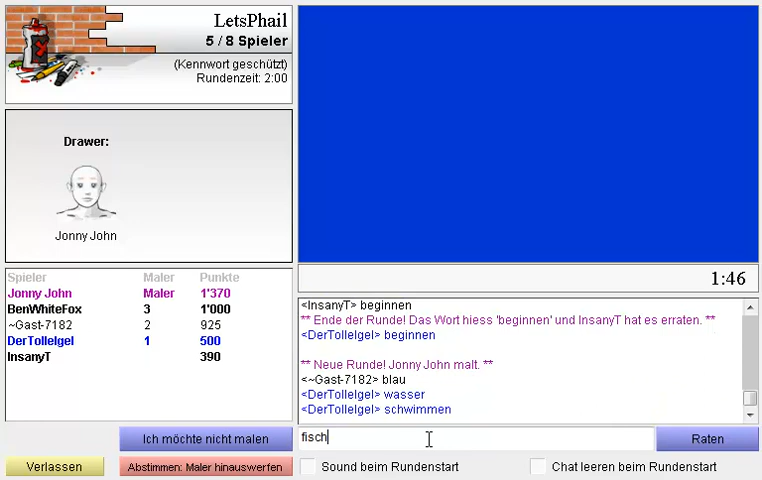 LetsPhail
5 / 8 Spieler
(Kennwort geschützt)
Rundenzeit: 2:00
Drawer:
Jonny John
Spieler Maler Punkte
Jonny John Maler 1'370
BenWhiteFox 3 1'000
~Gast-7182 2 925
DerTolleIgel 1 500
InsanyT 390
Ich möchte nicht malen
Verlassen
Abstimmen: Maler hinauswerfen
1:46
<InsanyT> beginnen
** Ende der Runde! Das Wort hiess 'beginnen' und InsanyT hat es erraten. **
<DerTolleIgel> beginnen
** Neue Runde! Jonny John malt. **
<~Gast-7182> blau
<DerTolleIgel> wasser
<DerTolleIgel> schwimmen
fisch
Raten
Sound beim Rundenstart
Chat leeren beim Rundenstart